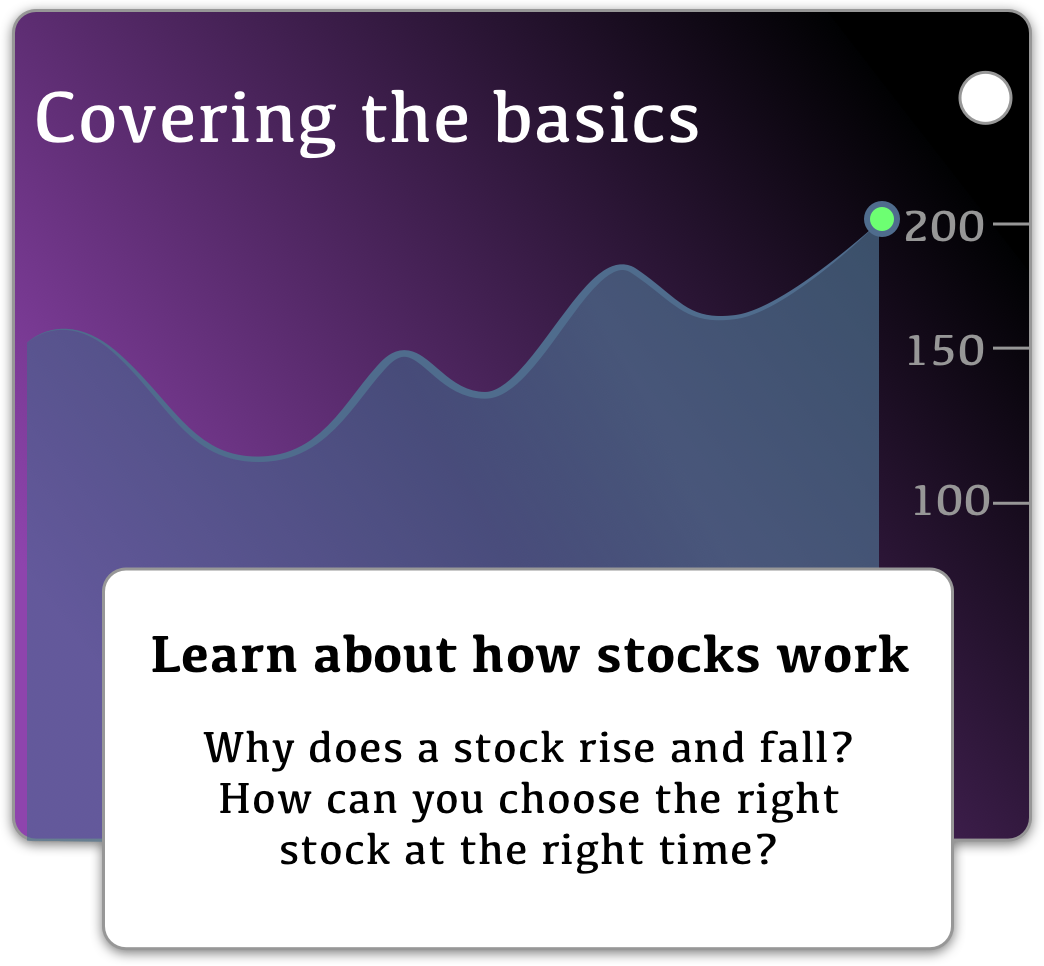 Covering the basics
200
150
100
Learn about how stocks work
Why does a stock rise and fall?
How can you choose the right
stock at the right time?